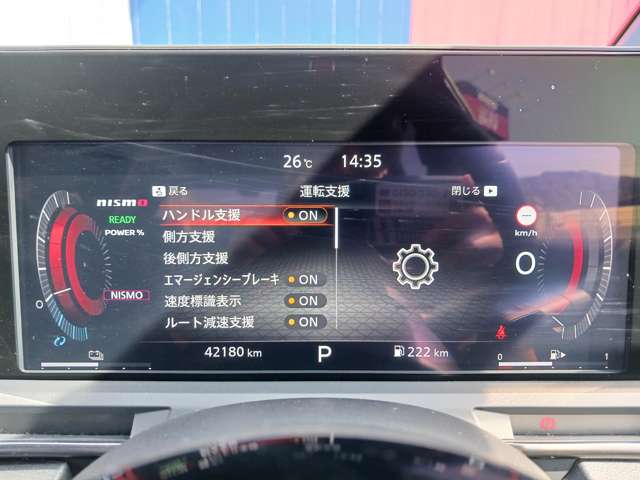 26℃ 14:35
戻る 運転支援 閉じる
nismo
READY
POWER %
NISMO
0
ハンドル支援 ON
側方支援
後側方支援
エマージェンシーブレーキ ON
速度標識表示 ON
ルート減速支援 ON
---
km/h
0
42180 km P 222 km
0 1